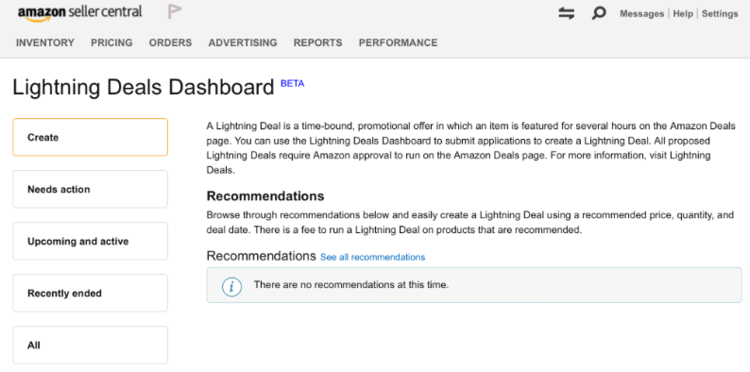 amazon seller central
Messages | Help | Settings
INVENTORY PRICING ORDERS ADVERTISING REPORTS PERFORMANCE
Lightning Deals Dashboard BETA
Create
Needs action
Upcoming and active
Recently ended
All
A Lightning Deal is a time-bound, promotional offer in which an item is featured for several hours on the Amazon Deals
page. You can use the Lightning Deals Dashboard to submit applications to create a Lightning Deal. All proposed
Lightning Deals require Amazon approval to run on the Amazon Deals page. For more information, visit Lightning
Deals.
Recommendations
Browse through recommendations below and easily create a Lightning Deal using a recommended price, quantity, and
deal date. There is a fee to run a Lightning Deal on products that are recommended.
Recommendations See all recommendations
There are no recommendations at this time.